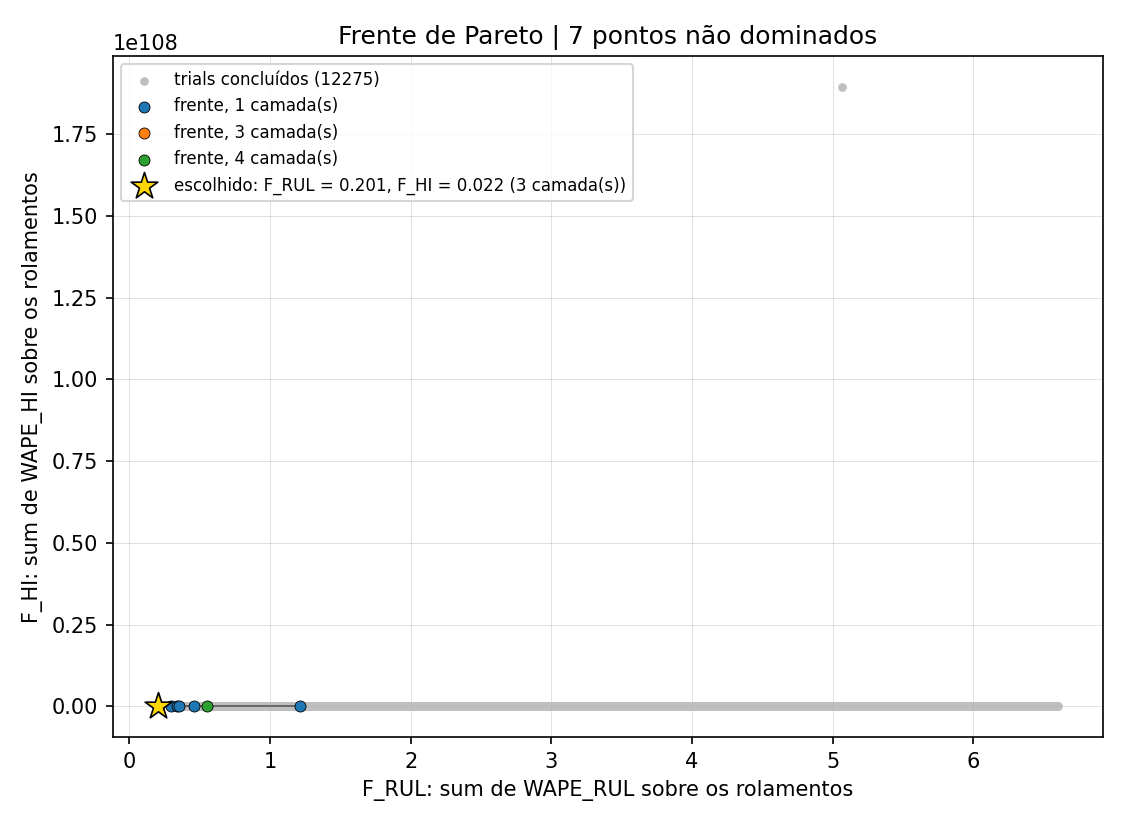 Frente de Pareto | 7 pontos não dominados
1e108
trials concluídos (12275)
frente, 1 camada(s)
frente, 3 camada(s)
frente, 4 camada(s)
escolhido: F_RUL = 0.201, F_HI = 0.022 (3 camada(s))
F_HI: sum de WAPE_HI sobre os rolamentos
1.75
1.50
1.25
1.00
0.75
0.50
0.25
0.00
0 1 2 3 4 5 6
F_RUL: sum de WAPE_RUL sobre os rolamentos